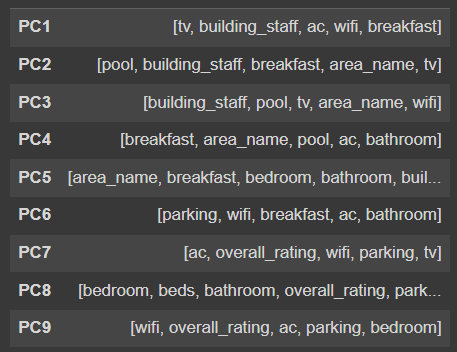 PC1 [tv, building_staff, ac, wifi, breakfast]
PC2 [pool, building_staff, breakfast, area_name, tv]
PC3 [building_staff, pool, tv, area_name, wifi]
PC4 [breakfast, area_name, pool, ac, bathroom]
PC5 [area_name, breakfast, bedroom, bathroom, buil...
PC6 [parking, wifi, breakfast, ac, bathroom]
PC7 [ac, overall_rating, wifi, parking, tv]
PC8 [bedroom, beds, bathroom, overall_rating, park...
PC9 [wifi, overall_rating, ac, parking, bedroom]